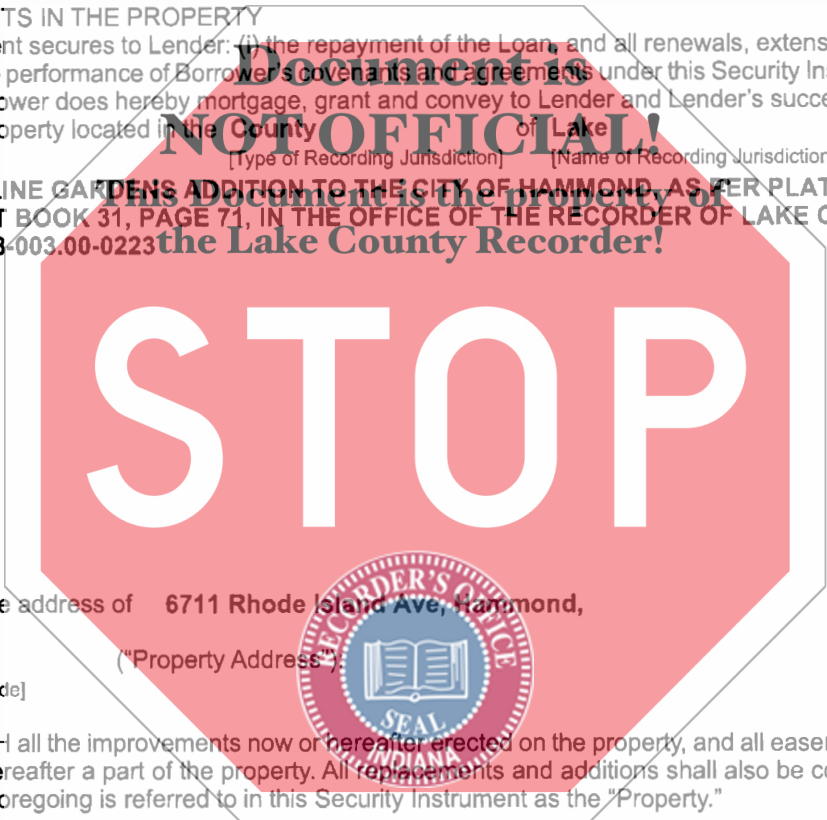 TS IN THE PROPERTY
nt secures to Lender: (i) the repayment of the Loan, and all renewals, extens
Document is
performance of Borrower's covenants and agreements under this Security In
ower does hereby mortgage, grant and convey to Lender and Lender's succe
operty located in the County of Lake
NOT OFFICIAL!
[Type of Recording Jurisdiction] [Name of Recording Jurisdiction
LINE GARDENS ADDITION TO THE CITY OF HAMMOND, AS PER PLAT
This Document is the property of
T BOOK 31, PAGE 71, IN THE OFFICE OF THE RECORDER OF LAKE C
-003.00-0223
the Lake County Recorder!
STOP
e address of 6711 Rhode Island Ave, Hammond,
RECORDER'S OFFICE
("Property Address"):
de]
SEAL
INDIANA
all the improvements now or hereafter erected on the property, and all easer
ereafter a part of the property. All replacements and additions shall also be co
oregoing is referred to in this Security Instrument as the "Property."